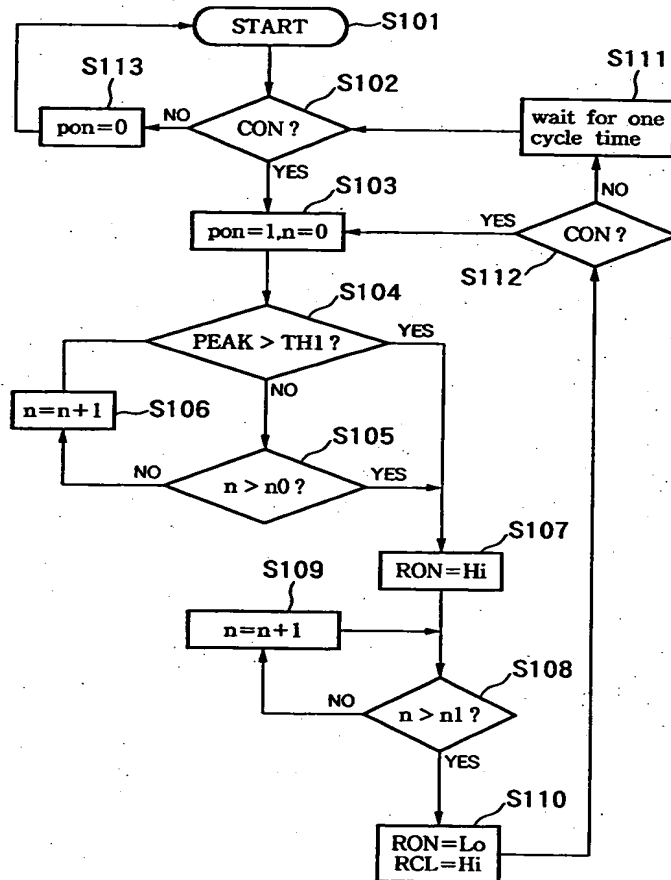 START
S101
S113
S102
S111
pon=0
NO
CON?
wait for one
cycle time
YES
S103
NO
pon=1,n=0
YES
CON?
S112
S104
PEAK > TH1?
YES
n=n+1
S106
NO
S105
NO
n > n0?
YES
S107
RON=Hi
S109
n=n+1
S108
NO
n > n1?
YES
S110
RON=Lo
RCL=Hi